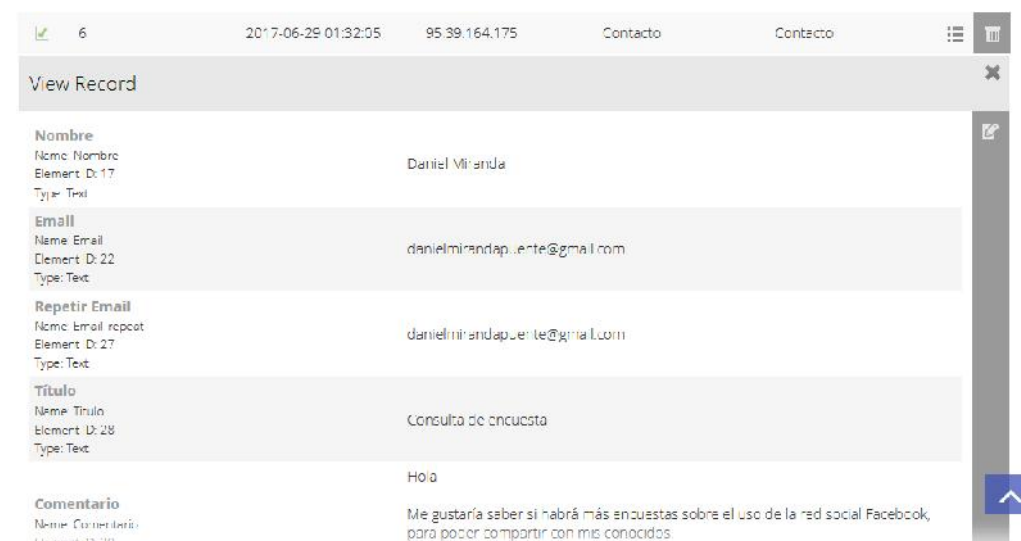 6 2017-06-29 01:32:05 95.39.164.175 Contacto Contacto
View Record
Nombre
Name: Nombre
Element ID: 17
Type: Text
Daniel Miranda
Email
Name: Email
Element ID: 22
Type: Text
danielmirandapuente@gmail.com
Repetir Email
Name: Email repeat
Element ID: 27
Type: Text
danielmirandapuente@gmail.com
Título
Name: Titulo
Element ID: 28
Type: Text
Consulta de encuesta
Comentario
Name: Comentario
Hola
Me gustaría saber si habrá más encuestas sobre el uso de la red social Facebook,
para poder compartir con mis conocidos